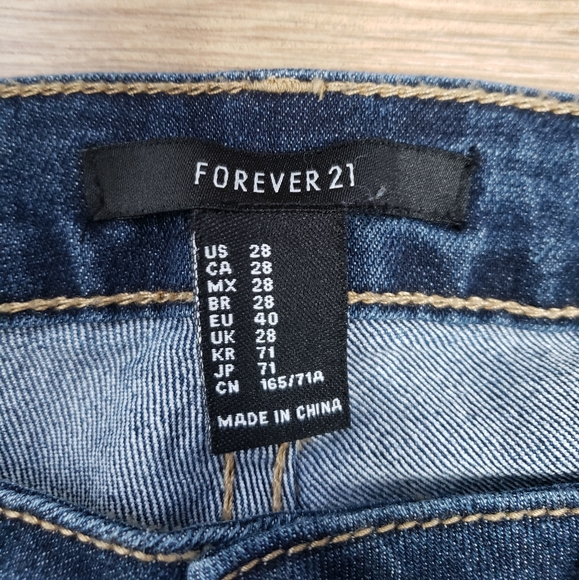 FOREVER 21
US 28
CA 28
MX 28
BR 28
EU 40
UK 28
KR 71
JP 71
CN 165/71A
MADE IN CHINA